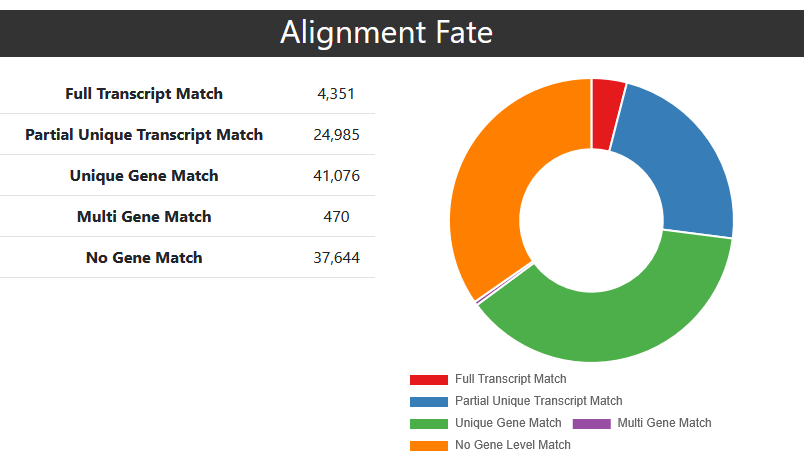 Alignment Fate
Full Transcript Match 4,351
Partial Unique Transcript Match 24,985
Unique Gene Match 41,076
Multi Gene Match 470
No Gene Match 37,644
Full Transcript Match
Partial Unique Transcript Match
Unique Gene Match Multi Gene Match
No Gene Level Match